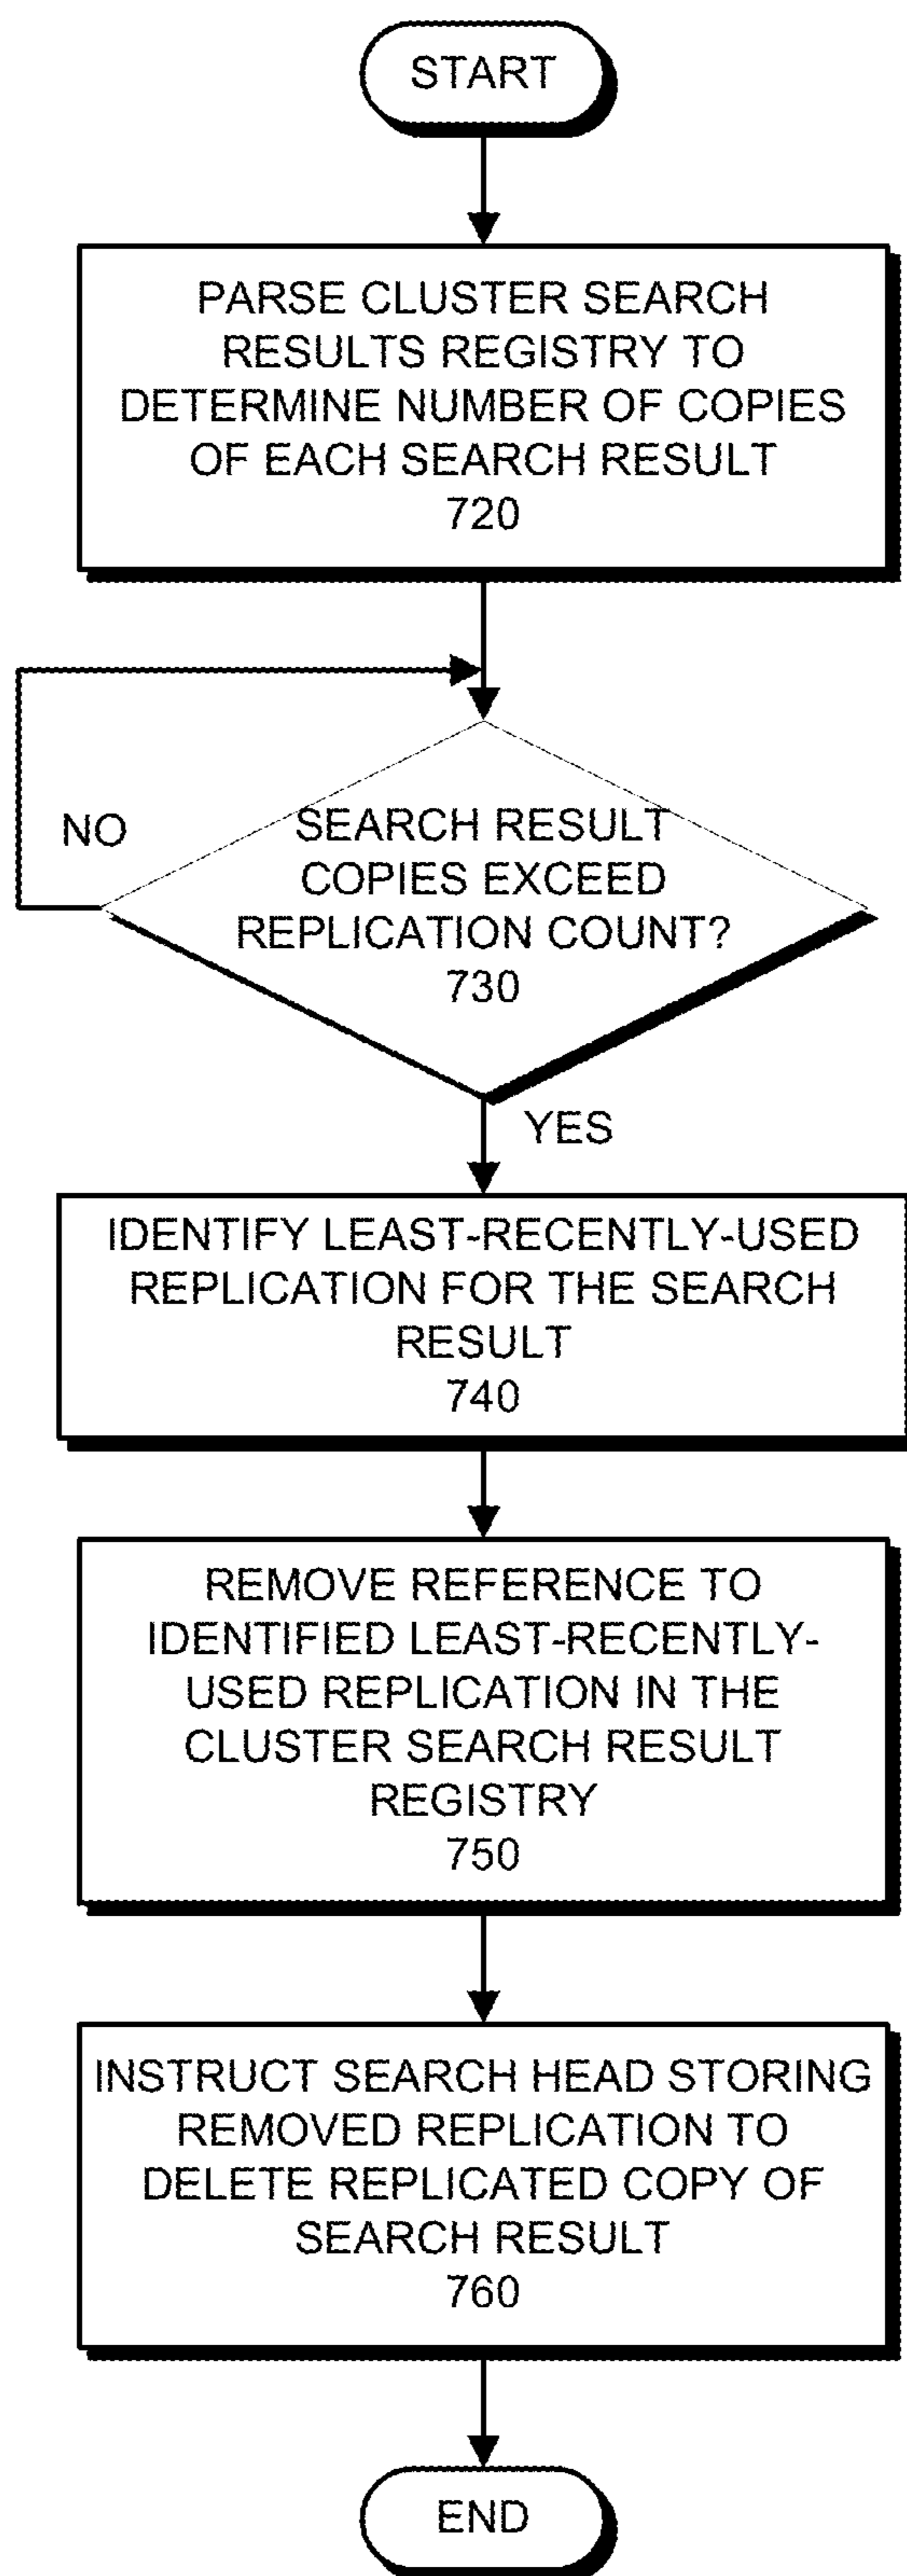 START
PARSE CLUSTER SEARCH
RESULTS REGISTRY TO
DETERMINE NUMBER OF COPIES
OF EACH SEARCH RESULT
720
NO
SEARCH RESULT
COPIES EXCEED
REPLICATION COUNT?
730
YES
IDENTIFY LEAST-RECENTLY-USED
REPLICATION FOR THE SEARCH
RESULT
740
REMOVE REFERENCE TO
IDENTIFIED LEAST-RECENTLY-
USED REPLICATION IN THE
CLUSTER SEARCH RESULT
REGISTRY
750
INSTRUCT SEARCH HEAD STORING
REMOVED REPLICATION TO
DELETE REPLICATED COPY OF
SEARCH RESULT
760
END